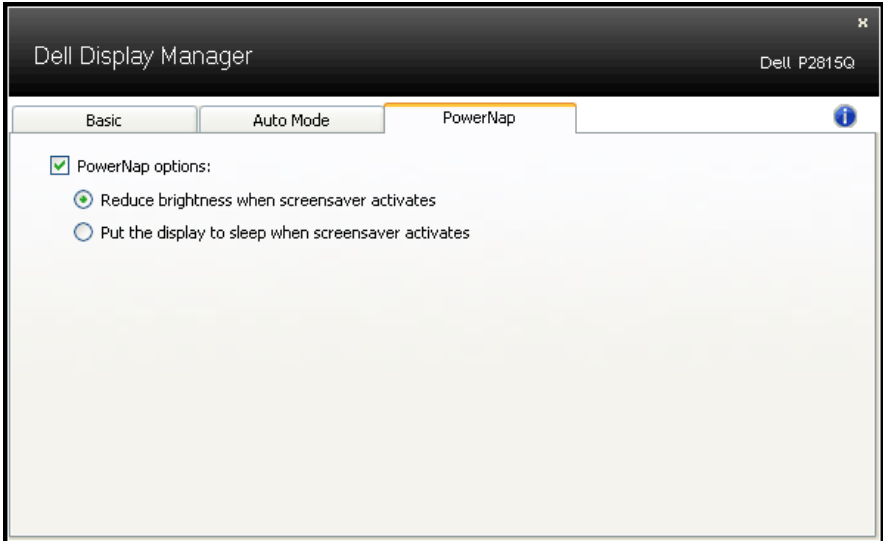 Dell Display Manager
Dell P2815Q
Basic
Auto Mode
PowerNap
PowerNap options:
Reduce brightness when screensaver activates
Put the display to sleep when screensaver activates